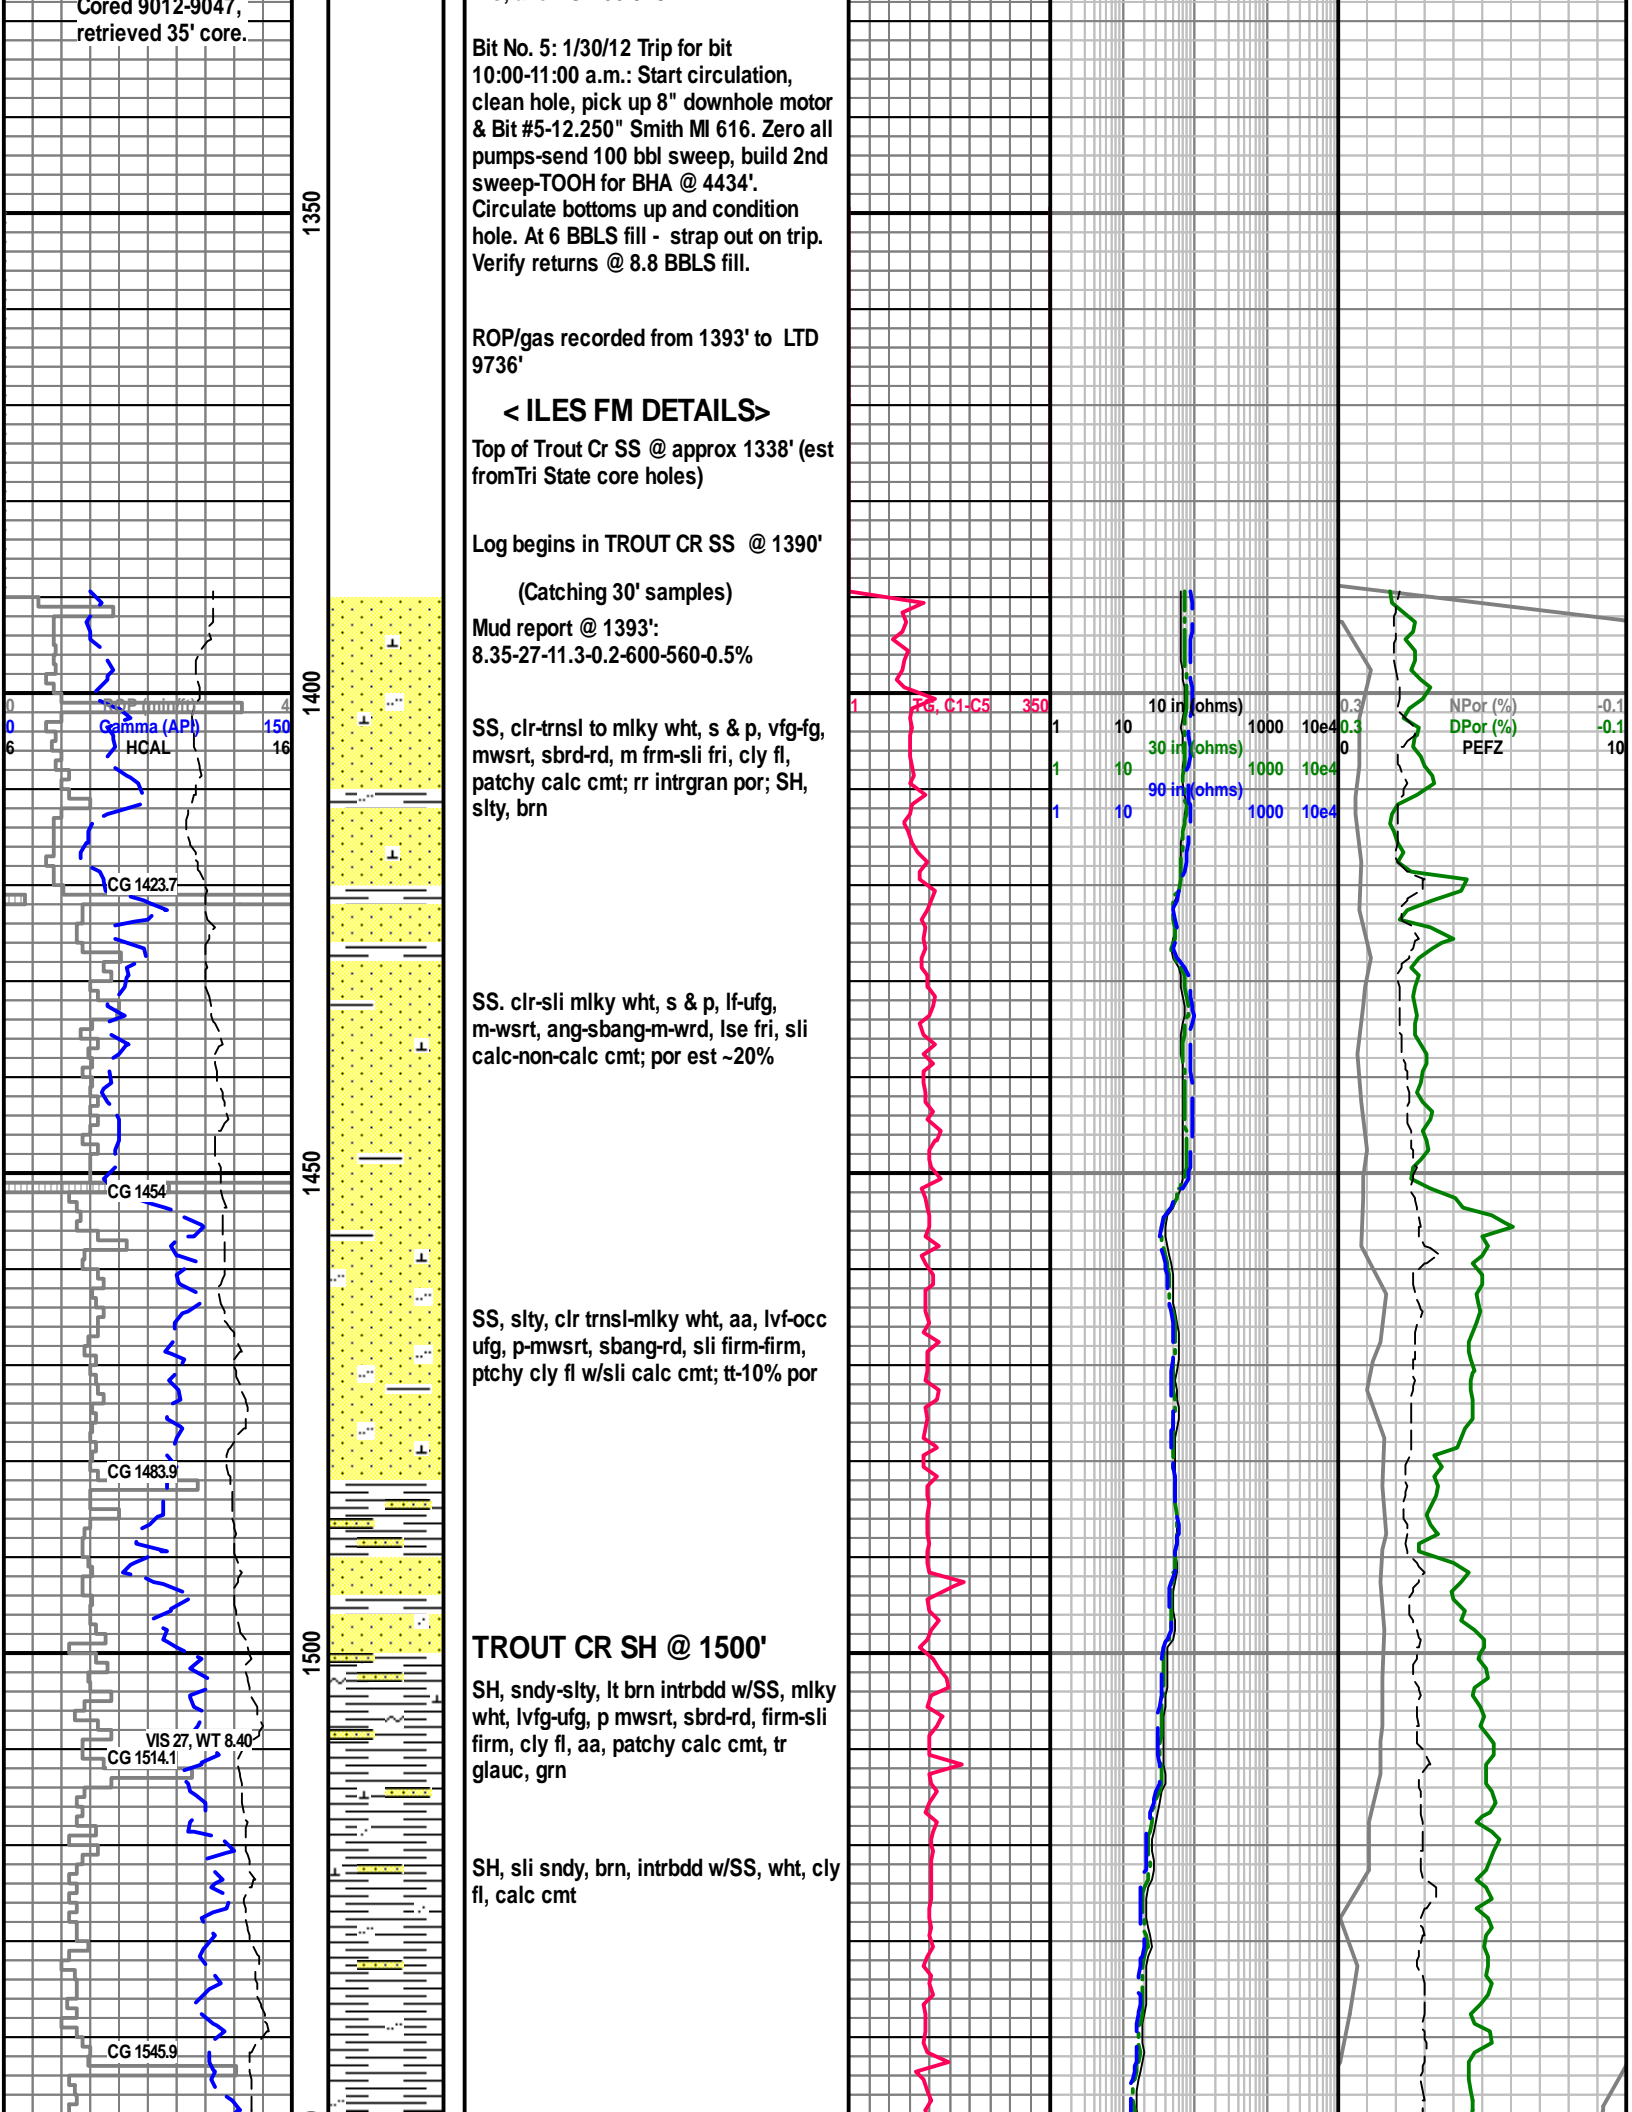 Cored 9012-9047,
retrieved 35' core.
Bit No. 5: 1/30/12 Trip for bit
10:00-11:00 a.m.: Start circulation,
clean hole, pick up 8" downhole motor
& Bit #5-12.250" Smith MI 616. Zero all
pumps-send 100 bbl sweep, build 2nd
sweep-TOOH for BHA @ 4434'.
Circulate bottoms up and condition
hole. At 6 BBLS fill - strap out on trip.
Verify returns @ 8.8 BBLS fill.
1350
ROP/gas recorded from 1393' to LTD
9736'
< ILES FM DETAILS>
Top of Trout Cr SS @ approx 1338' (est
fromTri State core holes)
Log begins in TROUT CR SS @ 1390'
(Catching 30' samples)
Mud report @ 1393':
8.35-27-11.3-0.2-600-560-0.5%
1400
0 ROP (min/ft) 4
0 Gamma (API) 150
6 HCAL 16
SS, clr-trnsl to mlky wht, s & p, vfg-fg,
mwsrt, sbrd-rd, m frm-sli fri, cly fl,
patchy calc cmt; rr intrgran por; SH,
slty, brn
1 TG, C1-C5 350
10 in (ohms)
1 10 1000 10e4
30 in (ohms)
1 10 1000 10e4
90 in (ohms)
1 10 1000 10e4
0.3 NPor (%) -0.1
0.3 DPor (%) -0.1
0 PEFZ 10
CG 1423.7
SS. clr-sli mlky wht, s & p, lf-ufg,
m-wsrt, ang-sbang-m-wrd, lse fri, sli
calc-non-calc cmt; por est ~20%
1450
CG 1454
SS, slty, clr trnsl-mlky wht, aa, lvf-occ
ufg, p-mwsrt, sbang-rd, sli firm-firm,
ptchy cly fl w/sli calc cmt; tt-10% por
CG 1483.9
1500
TROUT CR SH @ 1500'
SH, sndy-slty, lt brn intrbdd w/SS, mlky
wht, lvfg-ufg, p mwsrt, sbrd-rd, firm-sli
firm, cly fl, aa, patchy calc cmt, tr
glauc, grn
VIS 27, WT 8.40
CG 1514.1
SH, sli sndy, brn, intrbdd w/SS, wht, cly
fl, calc cmt
CG 1545.9